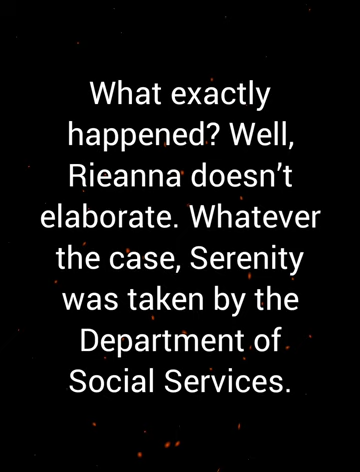 What exactly
happened? Well,
Rieanna doesn’t
elaborate. Whatever
the case, Serenity
was taken by the
Department of
Social Services.